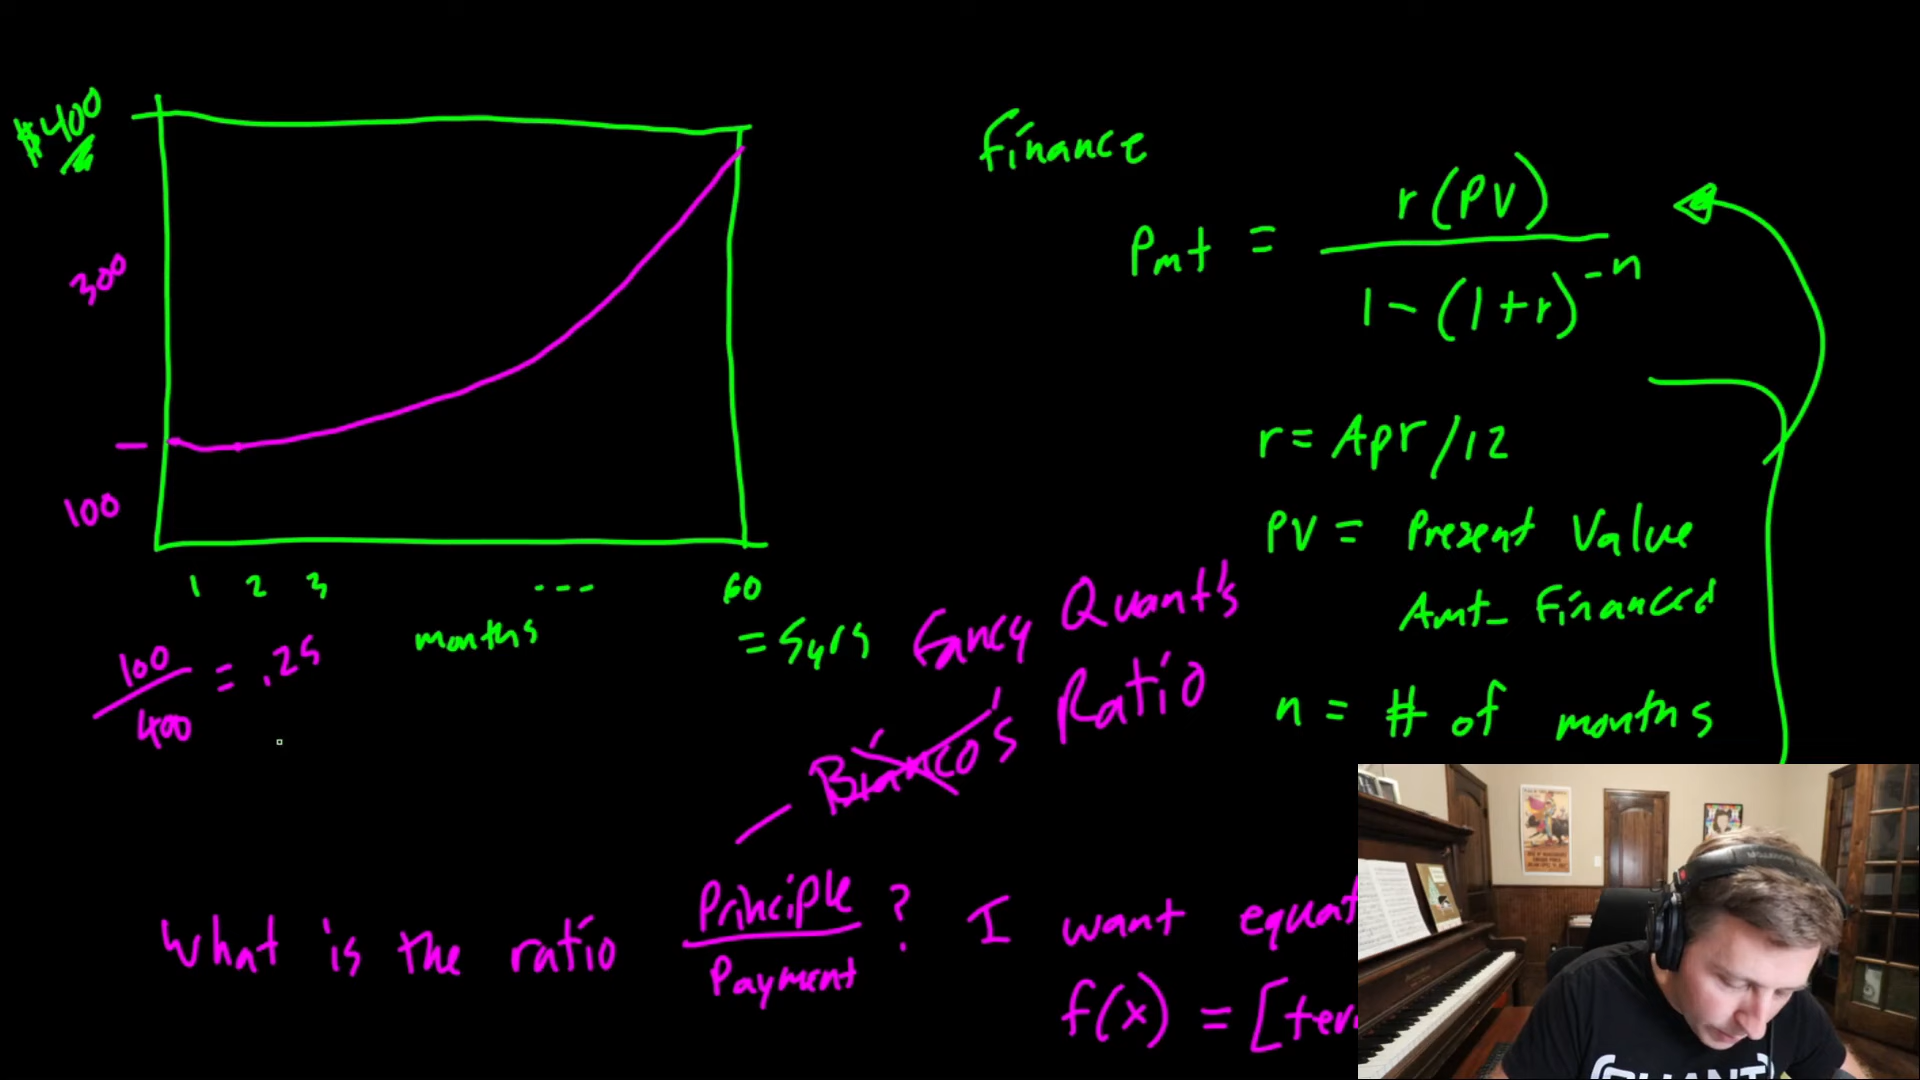 $400
300
100
1 2 3 --- 60
months
= 5yrs
100/400 = .25
Finance
Pmt = r(PV) / 1-(1+r)^-n
r = Apr/12
PV = Present Value
Amt_ Financed
n = # of months
Fancy Quant's
Bianco's Ratio
What is the ratio Principle/Payment? I want equat
f(x) = [ter